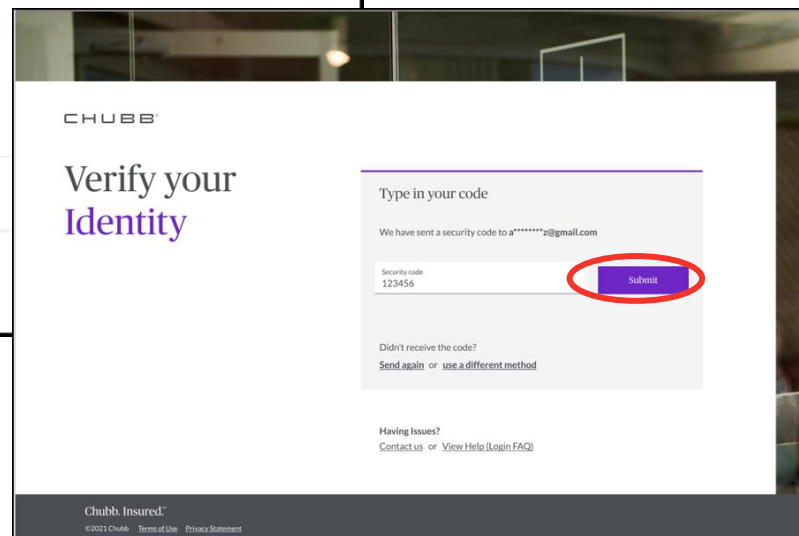 CHUBB®
Verify your
Identity
Type in your code
We have sent a security code to a********z@gmail.com
Security code
123456
Submit
Didn't receive the code?
Send again or use a different method
Having Issues?
Contact us or View Help (Login FAQ)
Chubb. Insured.℠
©2021 Chubb Terms of Use Privacy Statement